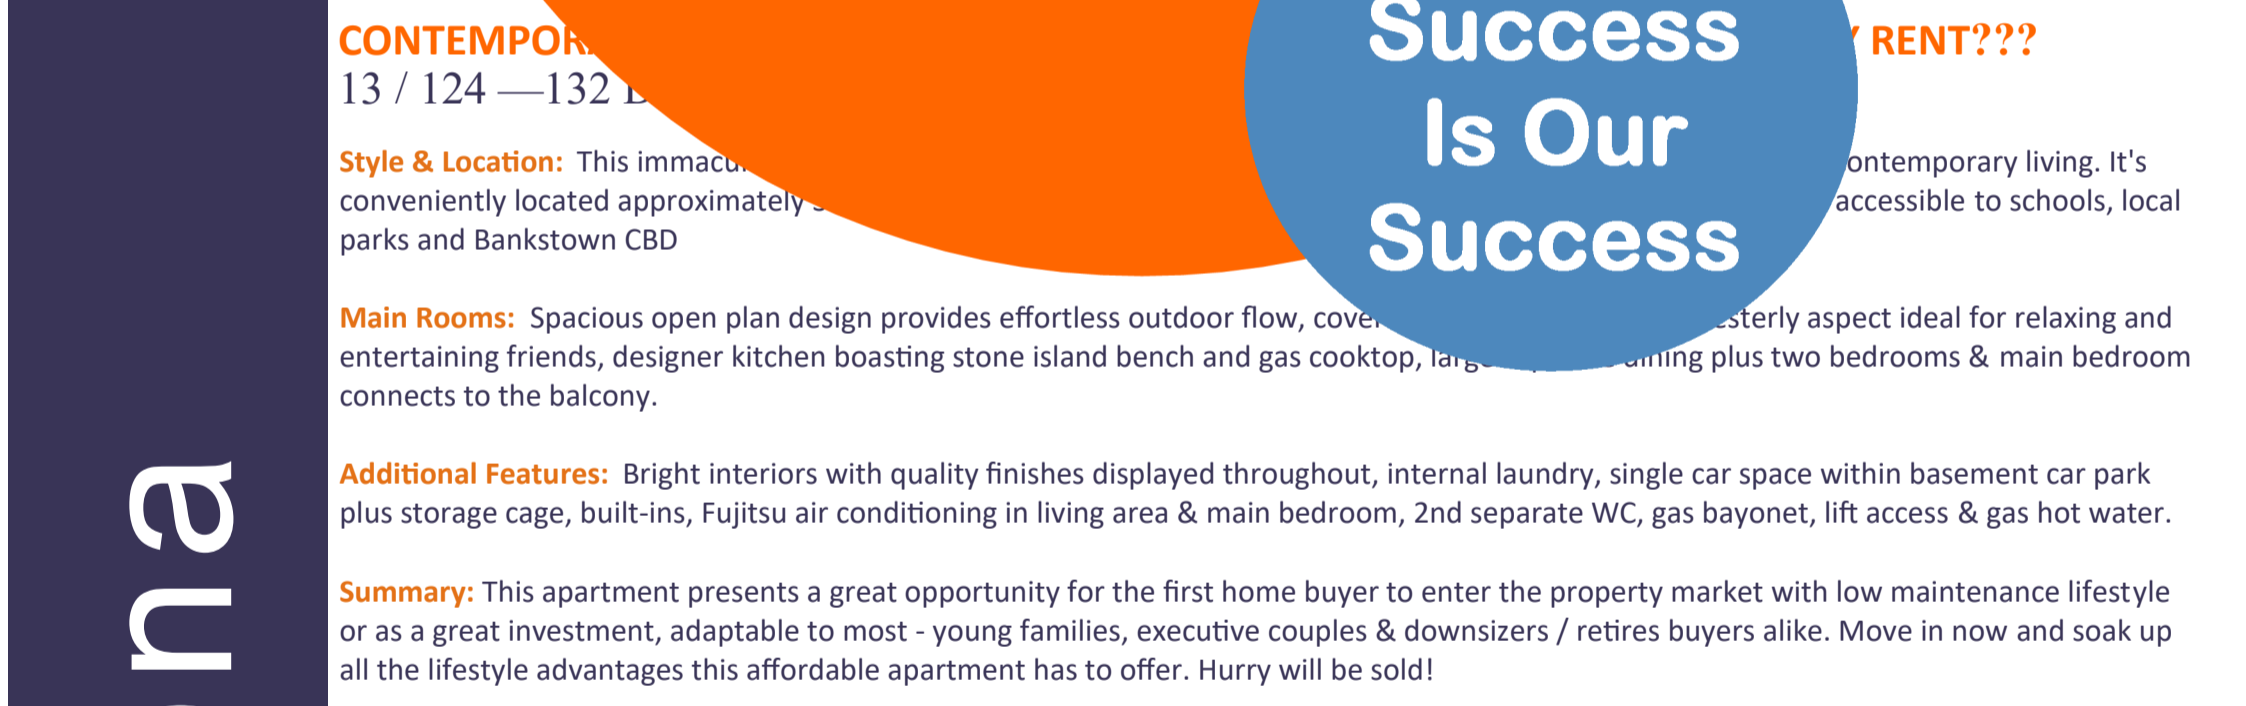 RENT???
13 / 124 —132
Success
Is Our
Success
Style & Location: This contemporary living. It's
conveniently located approximately accessible to schools, local
parks and Bankstown CBD
Main Rooms: Spacious open plan design provides effortless outdoor flow, aspect ideal for relaxing and
entertaining friends, designer kitchen boasting stone island bench and gas cooktop, dining plus two bedrooms & main bedroom
connects to the balcony.
Additional Features: Bright interiors with quality finishes displayed throughout, internal laundry, single car space within basement car park
plus storage cage, built-ins, Fujitsu air conditioning in living area & main bedroom, 2nd separate WC, gas bayonet, lift access & gas hot water.
Summary: This apartment presents a great opportunity for the first home buyer to enter the property market with low maintenance lifestyle
or as a great investment, adaptable to most - young families, executive couples & downsizers / retires buyers alike. Move in now and soak up
all the lifestyle advantages this affordable apartment has to offer. Hurry will be sold!
na